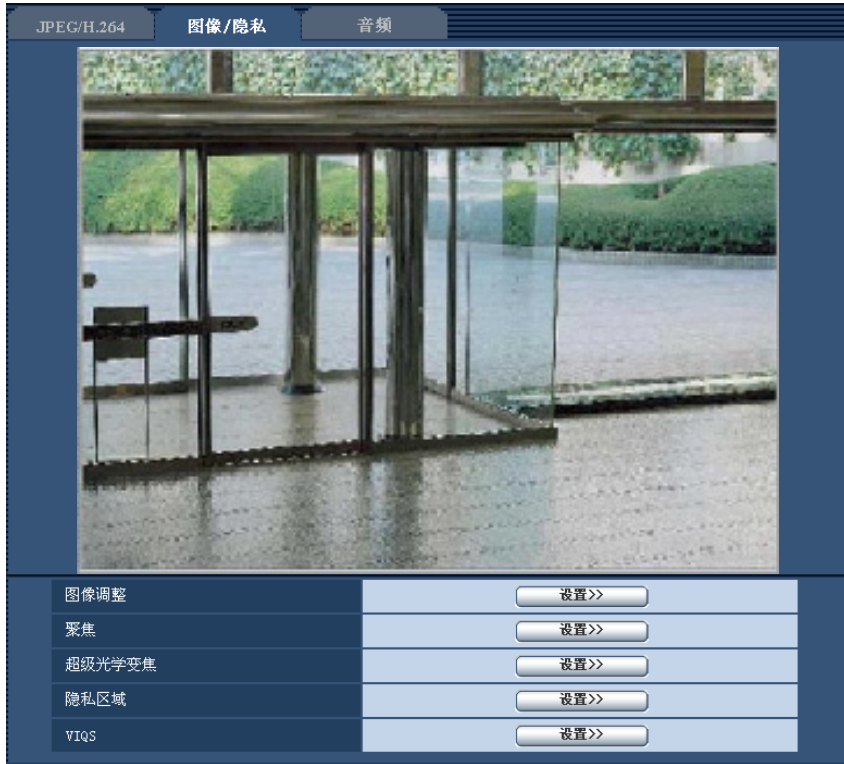 JPEG/H.264 图像/隐私 音频
图像调整 设置>>
聚焦 设置>>
超级光学变焦 设置>>
隐私区域 设置>>
VIQS 设置>>